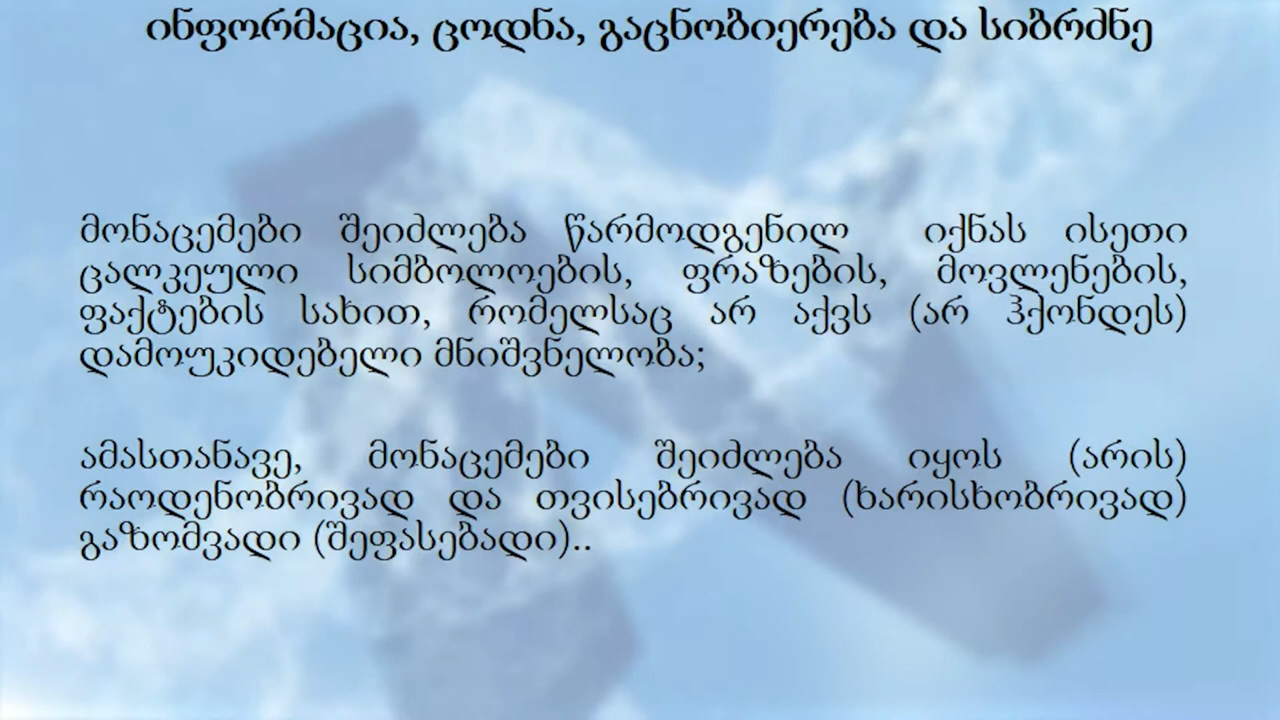 ინფორმაცია, ცოდნა, გაცნობიერება და სიბრძნე
მონაცემები შეიძლება წარმოდგენილ იქნას ისეთი
ცალკეული სიმბოლოების, ფრაზების, მოვლენების,
ფაქტების სახით, რომელსაც არ აქვს (არ ჰქონდეს)
დამოუკიდებელი მნიშვნელობა;
ამასთანავე, მონაცემები შეიძლება იყოს (არის)
რაოდენობრივად და თვისებრივად (ხარისხობრივად)
გაზომვადი (შეფასებადი)..